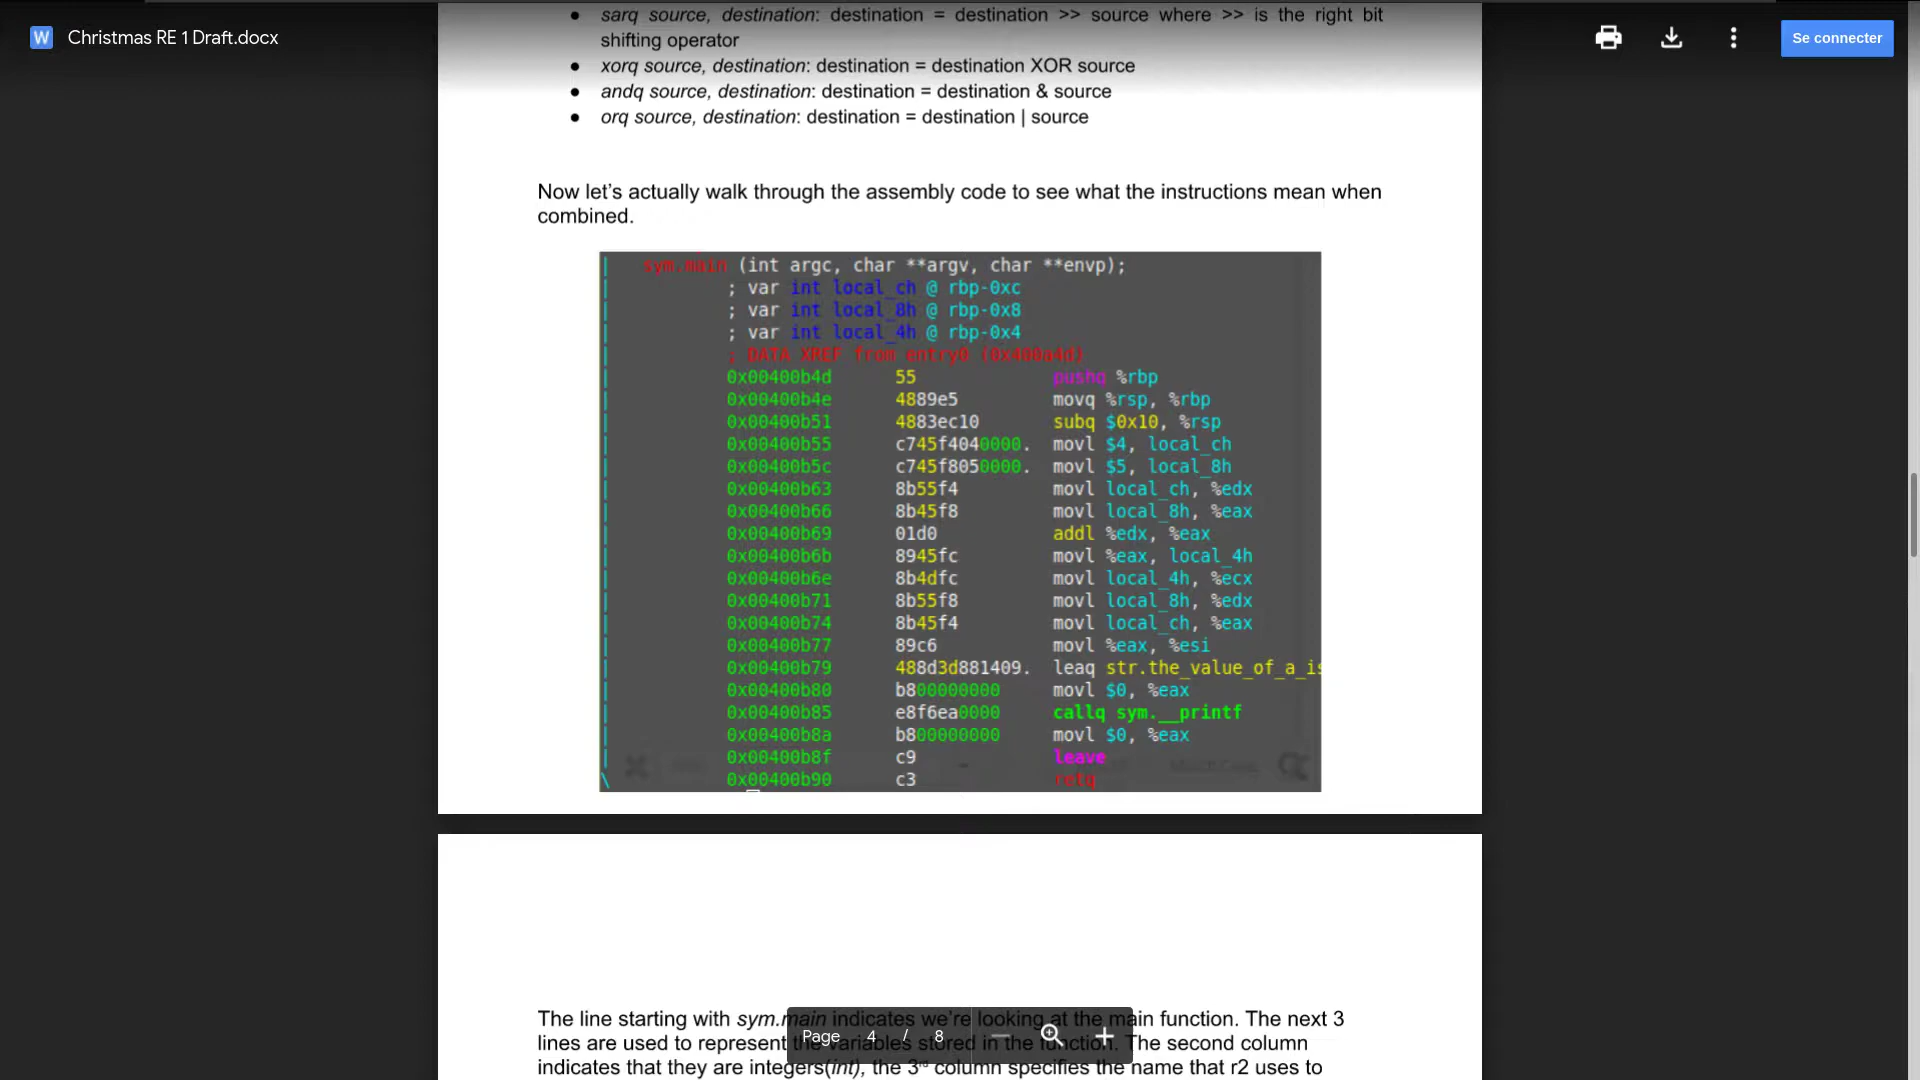 Christmas RE 1 Draft.docx
Se connecter
sarq source, destination: destination = destination >> source where >> is the right bit
shifting operator
xorq source, destination: destination = destination XOR source
andq source, destination: destination = destination & source
orq source, destination: destination = destination | source
Now let's actually walk through the assembly code to see what the instructions mean when
combined.
sym.main (int argc, char **argv, char **envp);
; var int local_ch @ rbp-0xc
; var int local_8h @ rbp-0x8
; var int local_4h @ rbp-0x4
; DATA XREF from entry0 (0x400a4d)
0x00400b4d 55 pushq %rbp
0x00400b4e 4889e5 movq %rsp, %rbp
0x00400b51 4883ec10 subq $0x10, %rsp
0x00400b55 c745f4040000. movl $4, local_ch
0x00400b5c c745f8050000. movl $5, local_8h
0x00400b63 8b55f4 movl local_ch, %edx
0x00400b66 8b45f8 movl local_8h, %eax
0x00400b69 01d0 addl %edx, %eax
0x00400b6b 8945fc movl %eax, local_4h
0x00400b6e 8b4dfc movl local_4h, %ecx
0x00400b71 8b55f8 movl local_8h, %edx
0x00400b74 8b45f4 movl local_ch, %eax
0x00400b77 89c6 movl %eax, %esi
0x00400b79 488d3d881409. leaq str.the_value_of_a_is
0x00400b80 b800000000 movl $0, %eax
0x00400b85 e8f6ea0000 callq sym.__printf
0x00400b8a b800000000 movl $0, %eax
0x00400b8f c9 leave
0x00400b90 c3 retq
The line starting with sym.main indicates we're looking at the main function. The next 3
lines are used to represent the variables stored in the function. The second column
indicates that they are integers(int), the 3rd column specifies the name that r2 uses to
Page 4 / 8